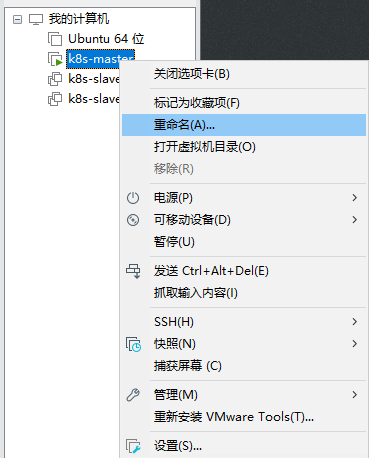 我的计算机
Ubuntu 64 位
k8s-master
k8s-slave
k8s-slave
关闭选项卡(B)
标记为收藏项(F)
重命名(A)...
打开虚拟机目录(O)
移除(R)
电源(P)
可移动设备(D)
暂停(U)
发送 Ctrl+Alt+Del(E)
抓取输入内容(I)
SSH(H)
快照(N)
捕获屏幕 (C)
管理(M)
重新安装 VMware Tools(T)...
设置(S)...